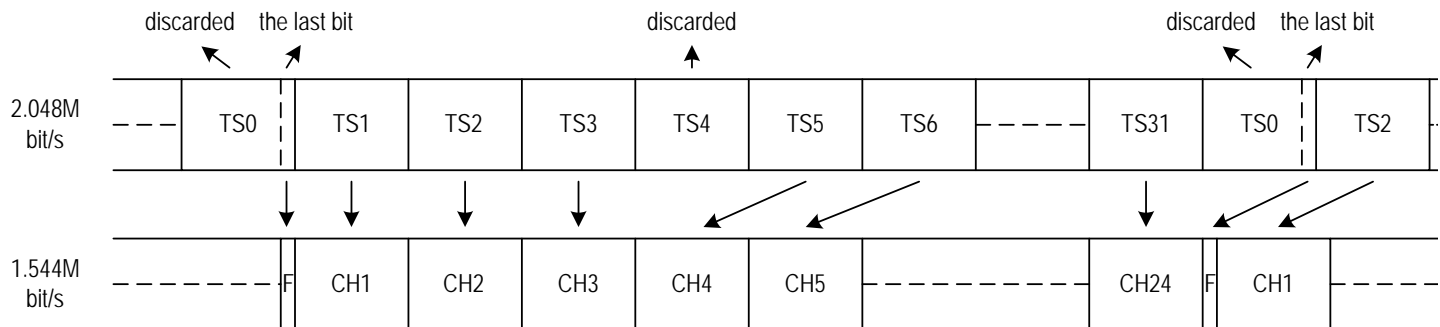 discarded the last bit discarded discarded the last bit
2.048M
bit/s
TS0 TS1 TS2 TS3 TS4 TS5 TS6 TS31 TS0 TS2
1.544M
bit/s
F CH1 CH2 CH3 CH4 CH5 CH24 F CH1